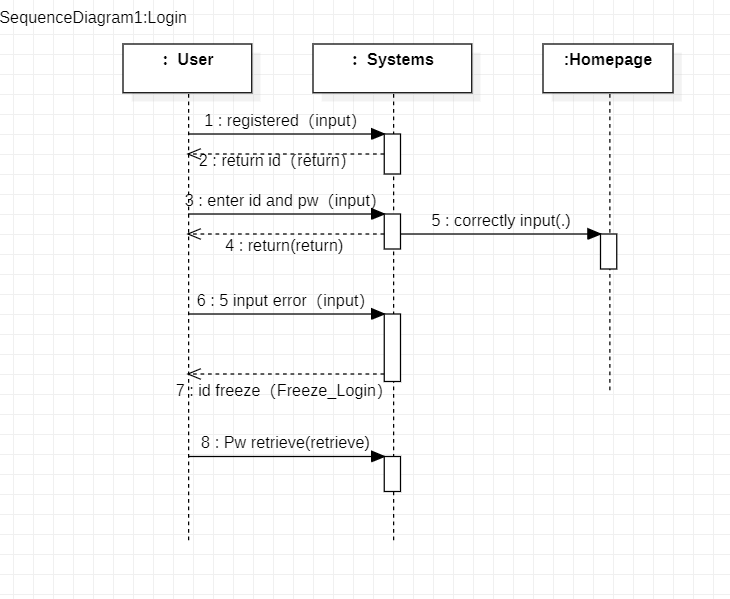 SequenceDiagram1:Login
: User
: Systems
:Homepage
1 : registered（input）
2 : return id（return）
3 : enter id and pw（input）
5 : correctly input(.)
4 : return(return)
6 : 5 input error（input）
7 : id freeze（Freeze_Login）
8 : Pw retrieve(retrieve)